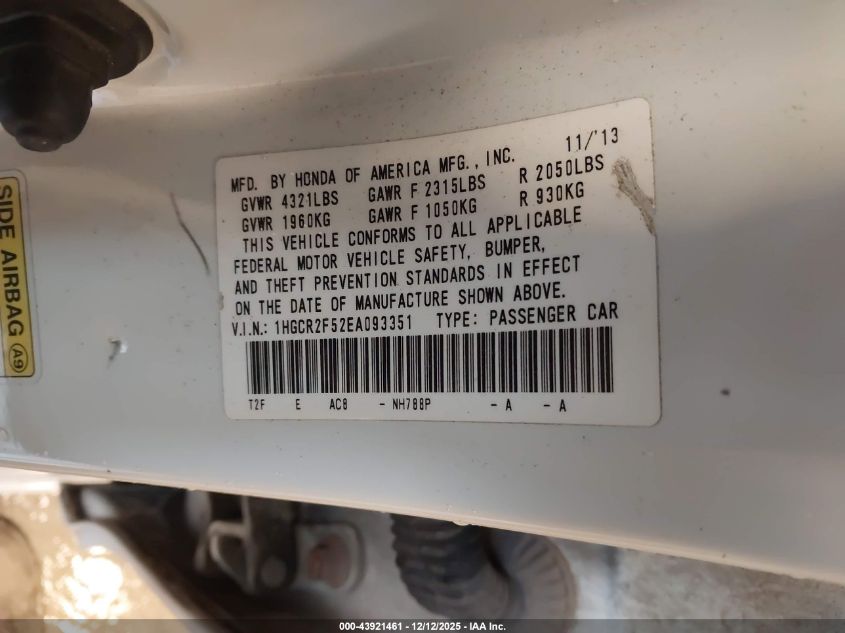 MFD. BY HONDA OF AMERICA MFG., INC. 11/'13
GVWR 4321LBS GAWR F 2315LBS R 2050LBS
GVWR 1960KG GAWR F 1050KG R 930KG
THIS VEHICLE CONFORMS TO ALL APPLICABLE
FEDERAL MOTOR VEHICLE SAFETY, BUMPER,
AND THEFT PREVENTION STANDARDS IN EFFECT
ON THE DATE OF MANUFACTURE SHOWN ABOVE.
V.I.N.: 1HGCR2F52EA093351 TYPE: PASSENGER CAR
T2F E AC8 - NH788P - A - A
SIDE AIRBAG A9
000-43921461 - 12/12/2025 - IAA Inc.